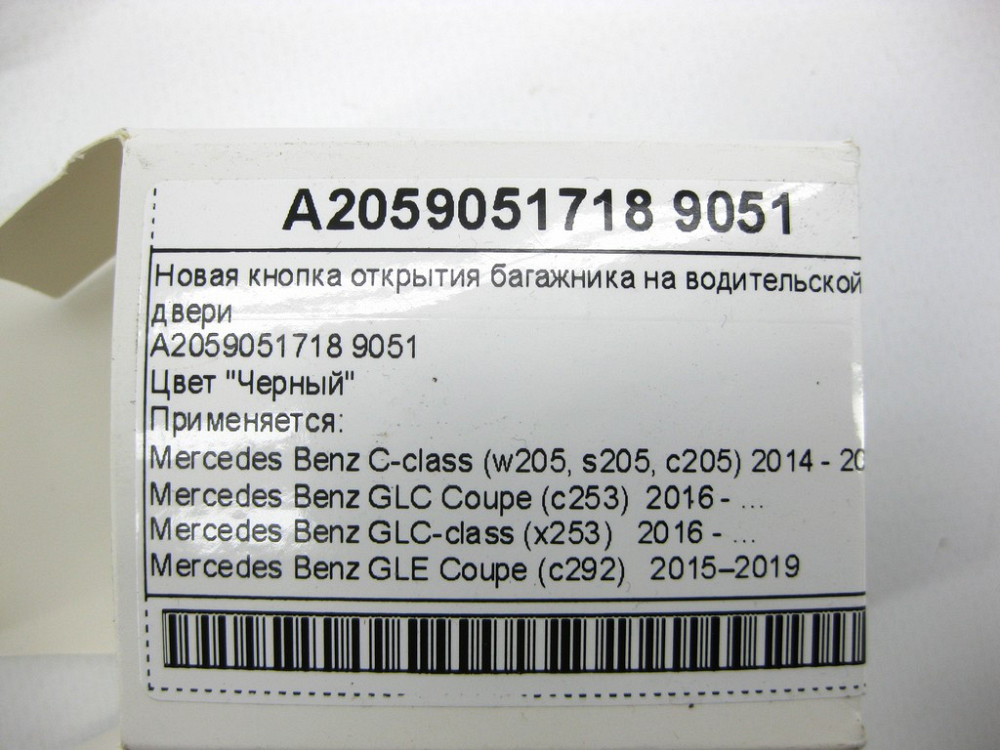 A2059051718 9051
Новая кнопка открытия багажника на водительской
двери
A2059051718 9051
Цвет "Черный"
Применяется:
Mercedes Benz C-class (w205, s205, c205) 2014 - 20
Mercedes Benz GLC Coupe (c253) 2016 - ...
Mercedes Benz GLC-class (x253) 2016 - ...
Mercedes Benz GLE Coupe (c292) 2015–2019